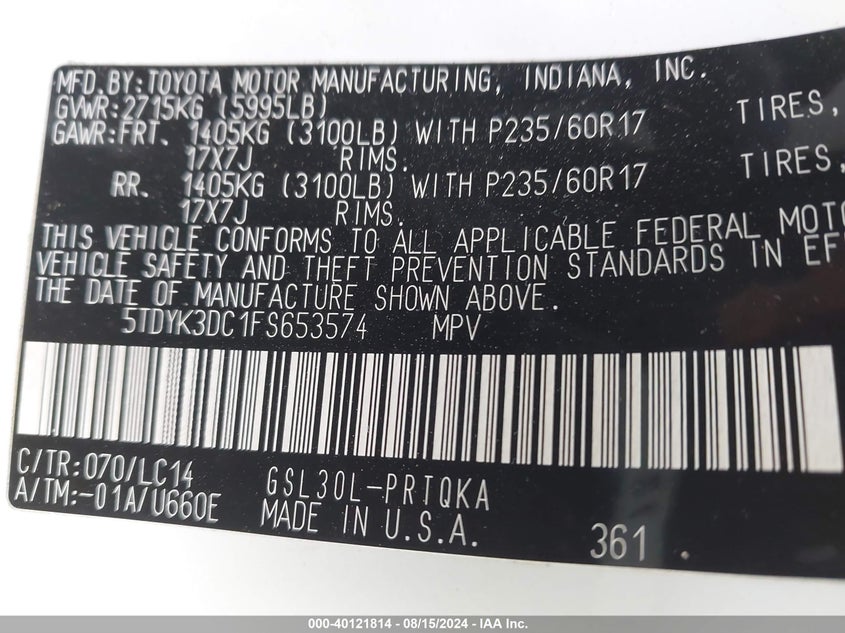 MFD.BY:TOYOTA MOTOR MANUFACTURING, INDIANA, INC.
GVWR:2715KG (5995LB)
GAWR:FRT. 1405KG (3100LB) WITH P235/60R17 TIRES,
17X7J RIMS.
RR. 1405KG (3100LB) WITH P235/60R17 TIRES,
17X7J RIMS.
THIS VEHICLE CONFORMS TO ALL APPLICABLE FEDERAL MOTO
VEHICLE SAFETY AND THEFT PREVENTION STANDARDS IN EF
THE DATE OF MANUFACTURE SHOWN ABOVE.
5TDYK3DC1FS653574 MPV
C/TR:070/LC14 GSL30L-PRTQKA
A/TM:-01A/U660E MADE IN U.S.A. 361
000-40121814 - 08/15/2024 - IAA Inc.